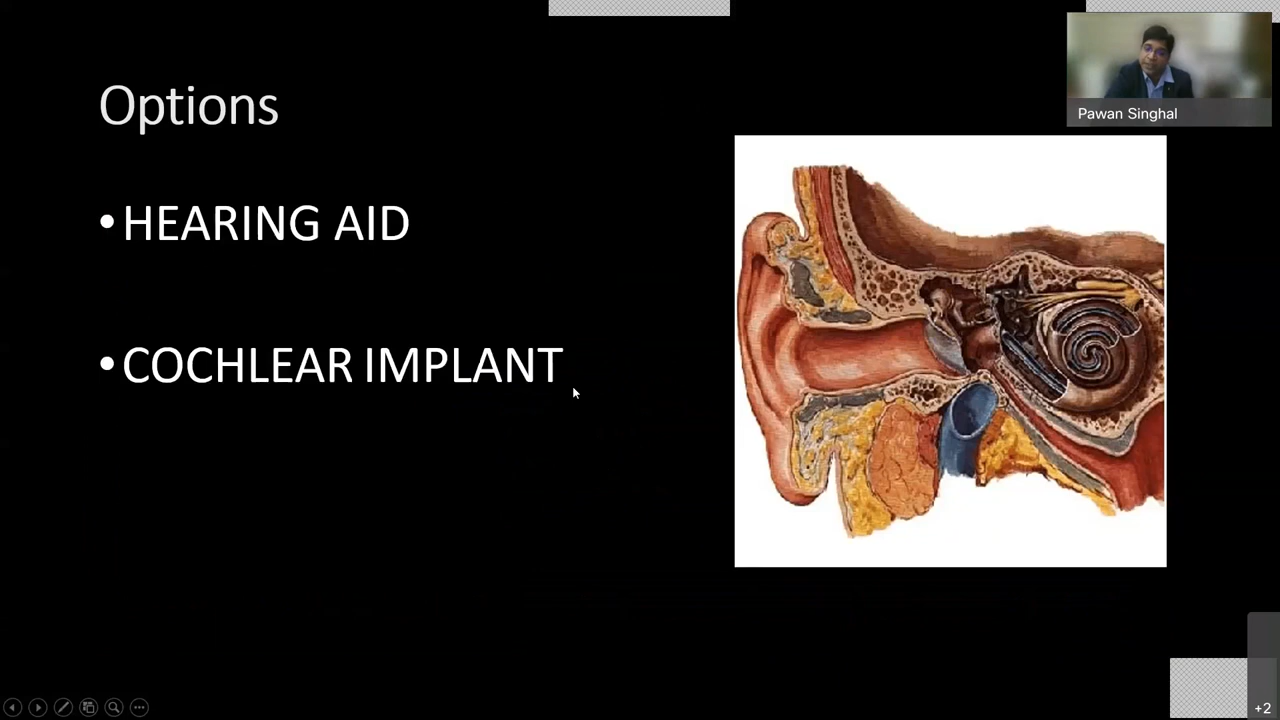 Options
• HEARING AID
• COCHLEAR IMPLANT
Pawan Singhal
+2